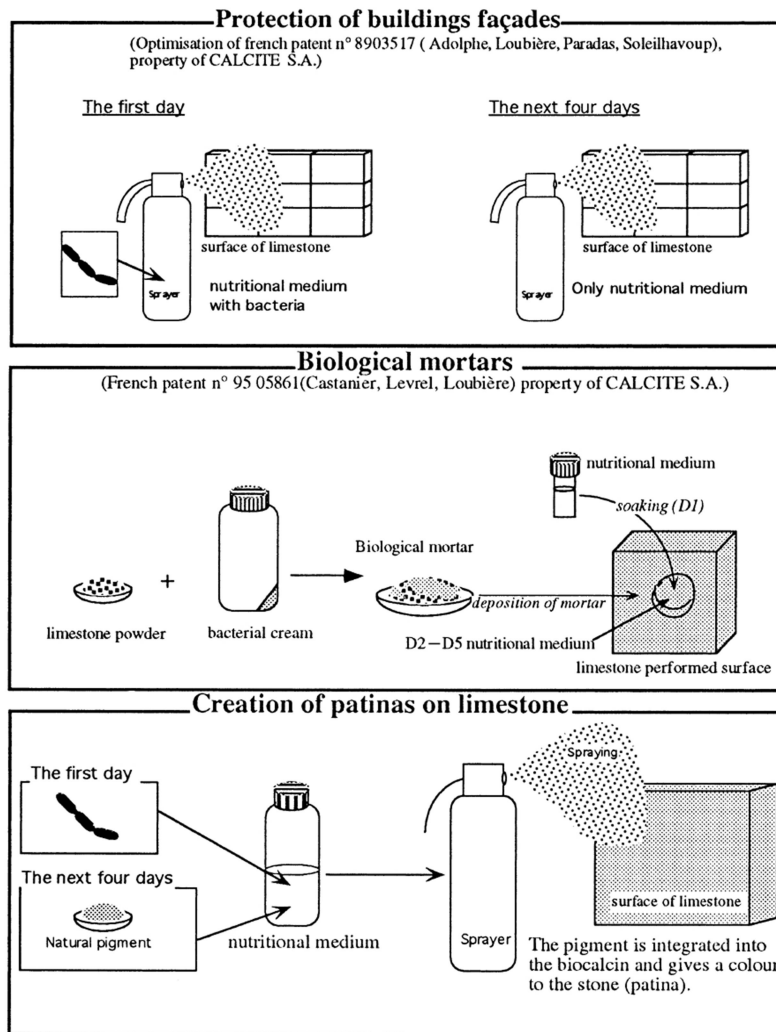 Protection of buildings façades
(Optimisation of french patent n° 8903517 ( Adolphe, Loubière, Paradas, Soleilhavoup),
property of CALCITE S.A.)
The first day
The next four days
surface of limestone
surface of limestone
Sprayer
nutritional medium
with bacteria
Sprayer
Only nutritional medium
Biological mortars
(French patent n° 95 05861(Castanier, Levrel, Loubière) property of CALCITE S.A.)
nutritional medium
soaking (D1)
Biological mortar
+
deposition of mortar
limestone powder
bacterial cream
D2—D5 nutritional medium
limestone performed surface
Creation of patinas on limestone
Spraying
The first day
The next four days
Natural pigment
nutritional medium
Sprayer
surface of limestone
The pigment is integrated into
the biocalcin and gives a colour
to the stone (patina).